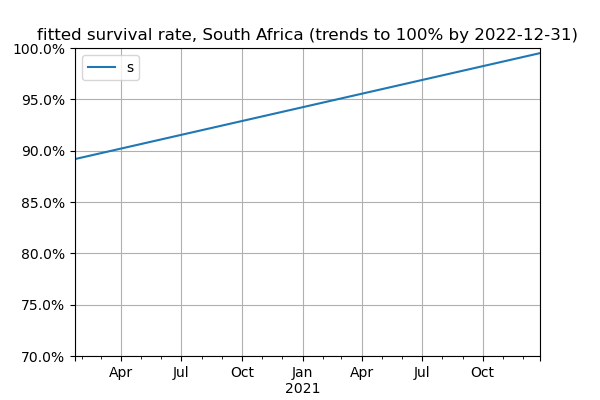 fitted survival rate, South Africa (trends to 100% by 2022-12-31)
100.0%
s
95.0%
90.0%
85.0%
80.0%
75.0%
70.0%
Apr Jul Oct Jan Apr Jul Oct
2021